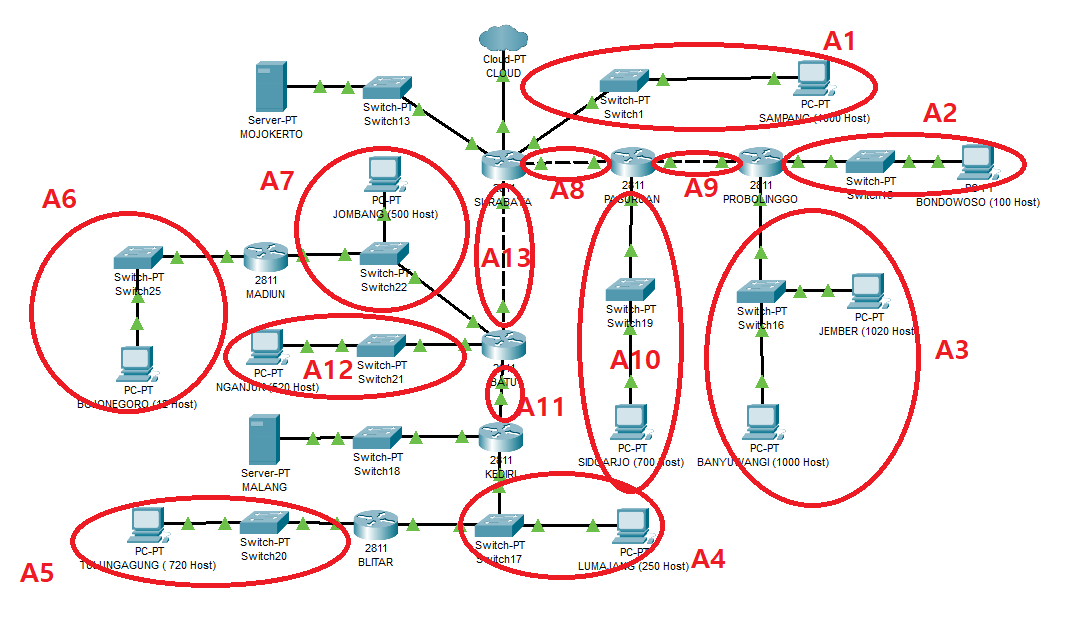 Cloud-PT
CLOUD
A1
Server-PT
MOJOKERTO
Switch-PT
Switch13
Switch-PT
Switch1
PC-PT
SAMPANG (1000 Host)
A2
2811
SURABAYA
A8
2811
PASURUAN
A9
2811
PROBOLINGGO
Switch-PT
PC-PT
BONDOWOSO (100 Host)
A6
A7
PC-PT
JOMBANG (500 Host)
Switch-PT
Switch25
2811
MADIUN
Switch-PT
Switch22
A13
Switch-PT
Switch19
Switch-PT
Switch16
PC-PT
JEMBER (1020 Host)
A3
PC-PT
BOJONEGORO (12 Host)
PC-PT
NGANJUK (520 Host)
A12
Switch-PT
Switch21
2811
BATU
A10
A11
Server-PT
MALANG
Switch-PT
Switch18
2811
KEDIRI
PC-PT
SIDOARJO (700 Host)
PC-PT
BANYUWANGI (1000 Host)
A5
PC-PT
TULUNGAGUNG ( 720 Host)
Switch-PT
Switch20
2811
BLITAR
Switch-PT
Switch17
PC-PT
LUMAJANG (250 Host)
A4